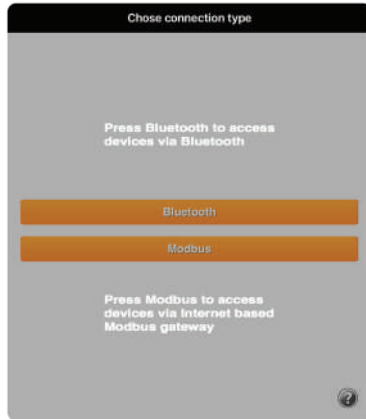 Chose connection type
Press Bluetooth to access
devices via Bluetooth
Bluetooth
Modbus
Press Modbus to access
devices via Internet based
Modbus gateway
?